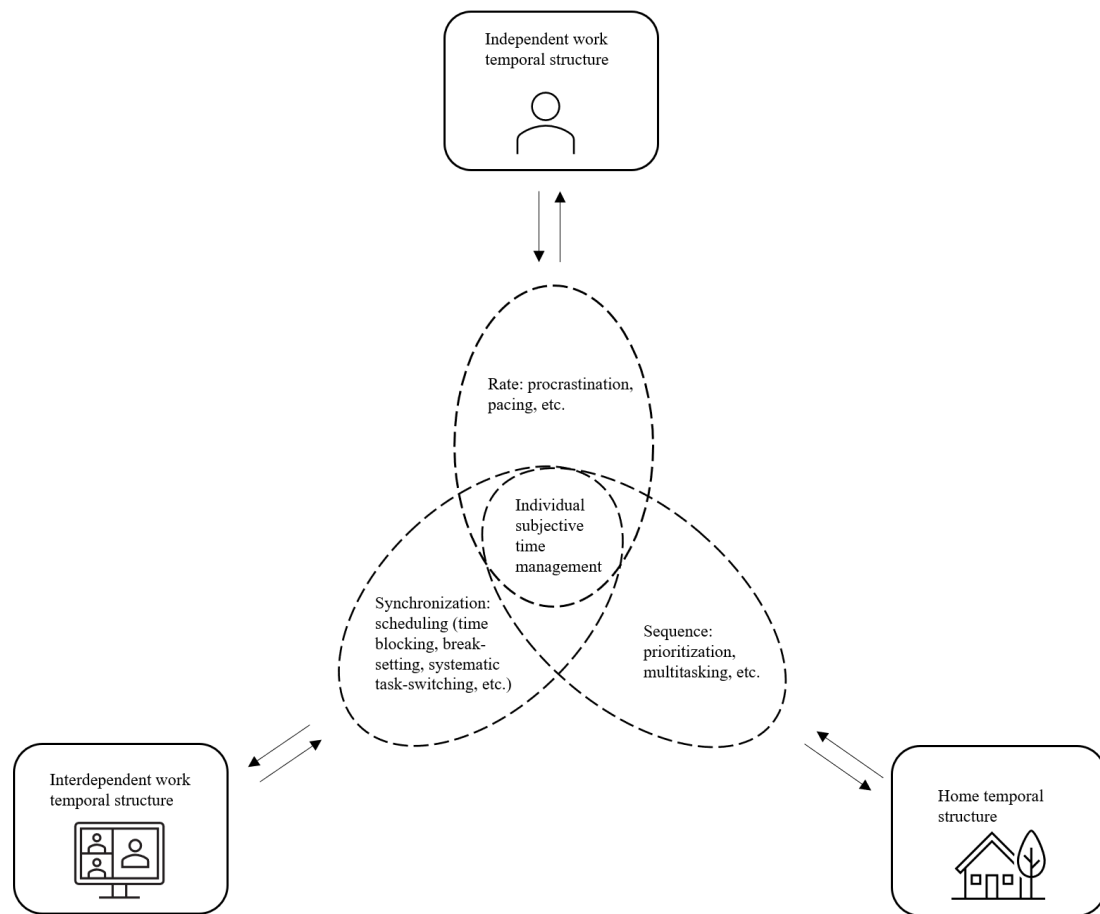 Independent work
temporal structure
Rate: procrastination,
pacing, etc.
Individual
subjective
time
management
Synchronization:
scheduling (time
blocking, break-
setting, systematic
task-switching, etc.)
Sequence:
prioritization,
multitasking, etc.
Interdependent work
temporal structure
Home temporal
structure